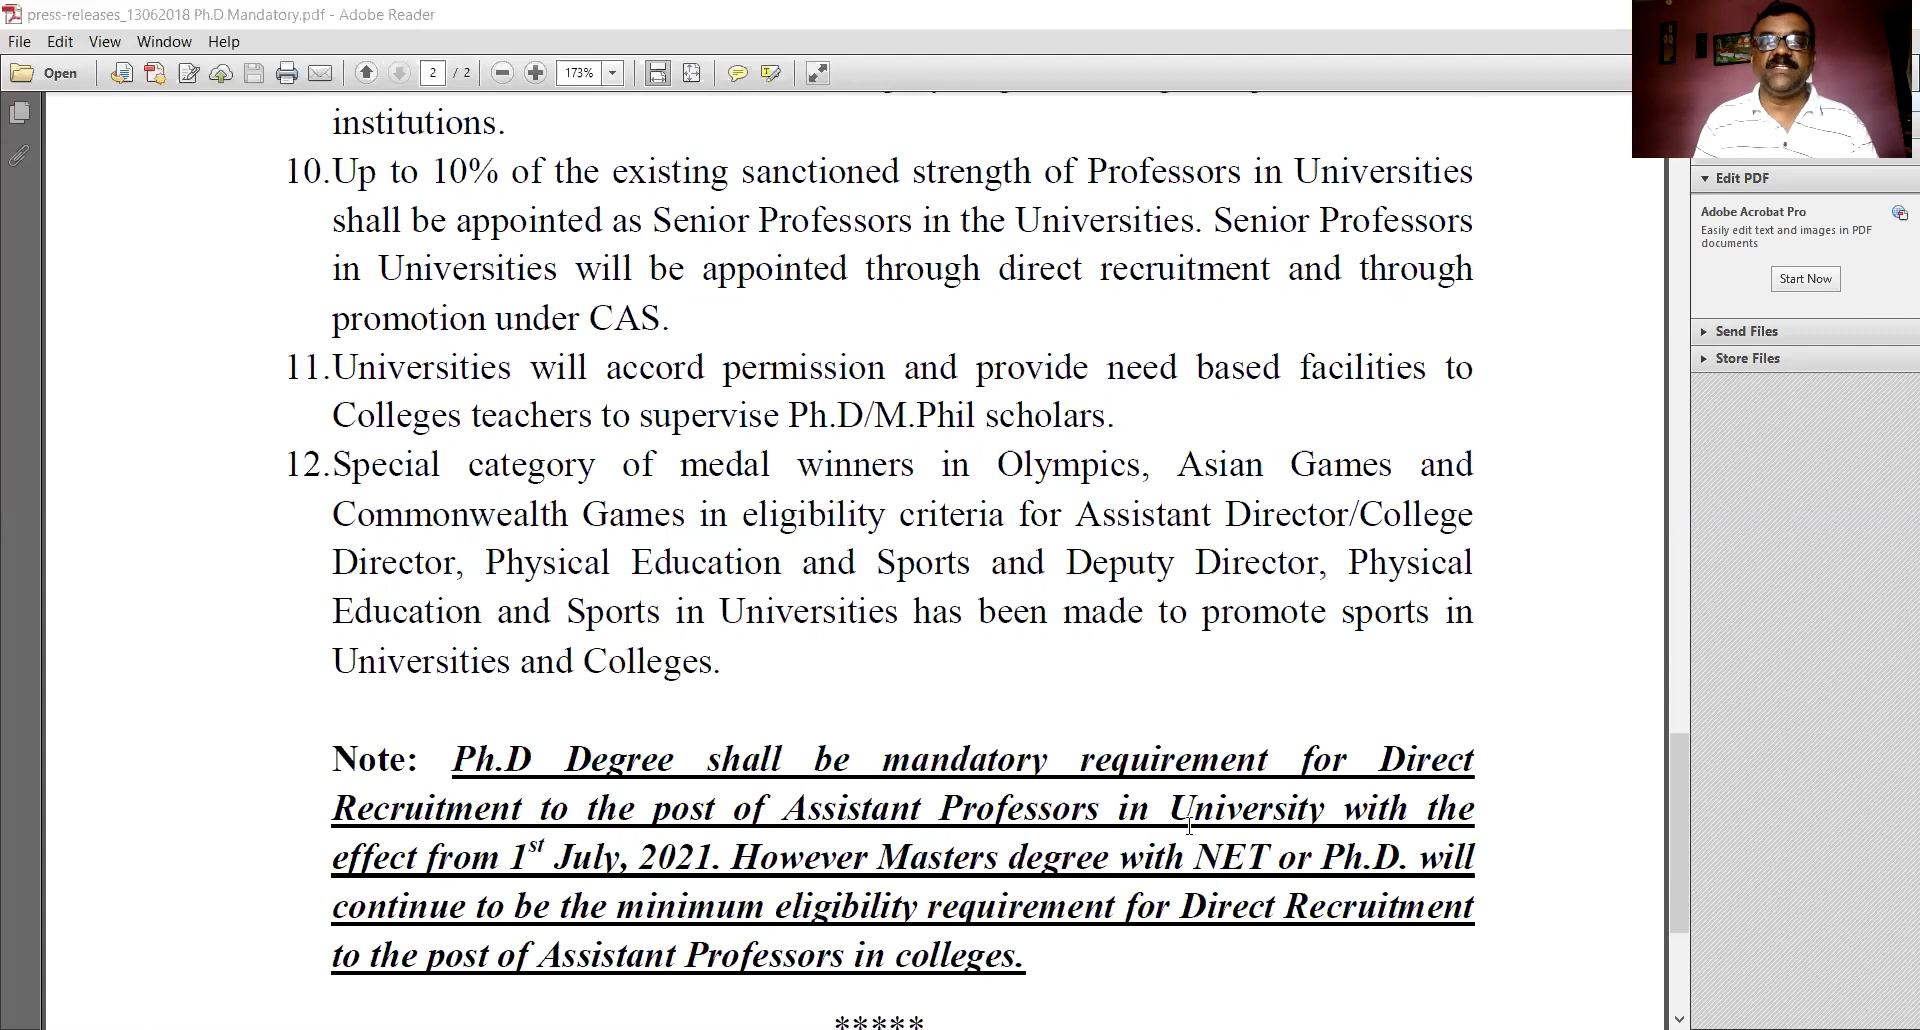 press-releases_13062018 Ph.D.Mandatory.pdf - Adobe Reader
File Edit View Window Help
Open 2 / 2 173%
institutions.
10.Up to 10% of the existing sanctioned strength of Professors in Universities
shall be appointed as Senior Professors in the Universities. Senior Professors
in Universities will be appointed through direct recruitment and through
promotion under CAS.
11.Universities will accord permission and provide need based facilities to
Colleges teachers to supervise Ph.D/M.Phil scholars.
12.Special category of medal winners in Olympics, Asian Games and
Commonwealth Games in eligibility criteria for Assistant Director/College
Director, Physical Education and Sports and Deputy Director, Physical
Education and Sports in Universities has been made to promote sports in
Universities and Colleges.
Note: Ph.D Degree shall be mandatory requirement for Direct
Recruitment to the post of Assistant Professors in University with the
effect from 1st July, 2021. However Masters degree with NET or Ph.D. will
continue to be the minimum eligibility requirement for Direct Recruitment
to the post of Assistant Professors in colleges.
*****
Edit PDF
Adobe Acrobat Pro
Easily edit text and images in PDF
documents
Start Now
Send Files
Store Files